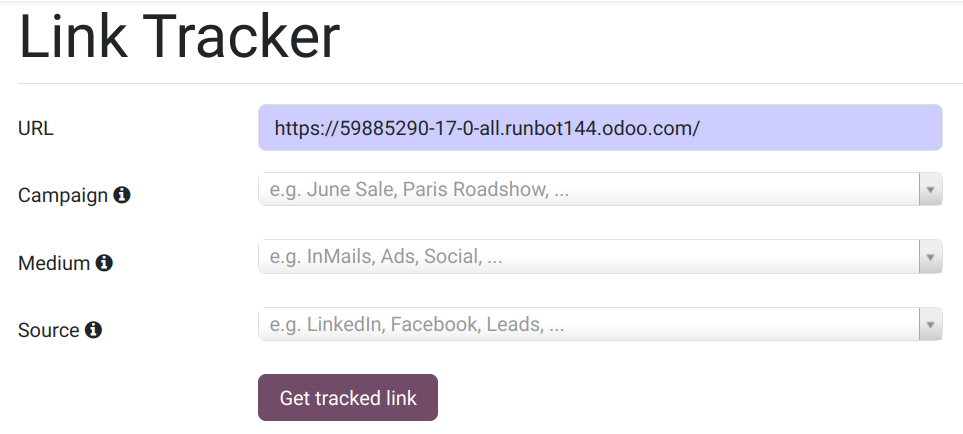 Link Tracker
URL
https://59885290-17-0-all.runbot144.odoo.com/
Campaign
e.g. June Sale, Paris Roadshow, ...
Medium
e.g. InMails, Ads, Social, ...
Source
e.g. LinkedIn, Facebook, Leads, ...
Get tracked link